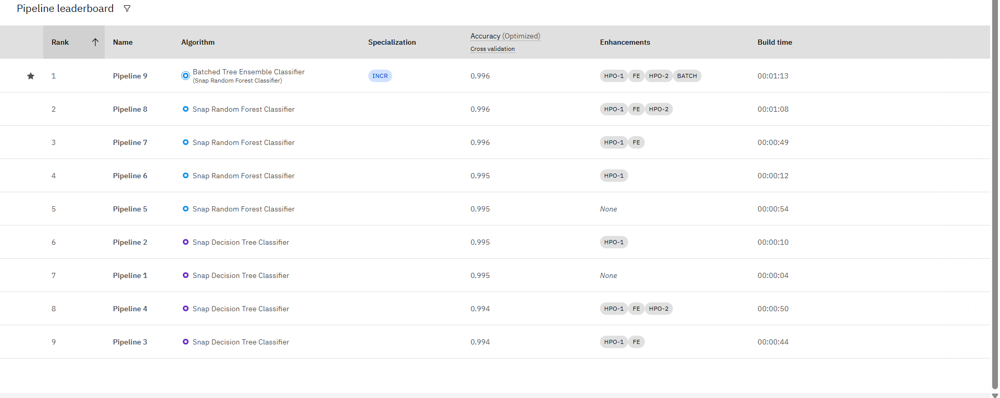 Pipeline leaderboard
Rank Name Algorithm Specialization Accuracy (Optimized) Cross validation Enhancements Build time
1 Pipeline 9 Batched Tree Ensemble Classifier (Snap Random Forest Classifier) INCR 0.996 HPO-1 FE HPO-2 BATCH 00:01:13
2 Pipeline 8 Snap Random Forest Classifier 0.996 HPO-1 FE HPO-2 00:01:08
3 Pipeline 7 Snap Random Forest Classifier 0.996 HPO-1 FE 00:00:49
4 Pipeline 6 Snap Random Forest Classifier 0.995 HPO-1 00:00:12
5 Pipeline 5 Snap Random Forest Classifier 0.995 None 00:00:54
6 Pipeline 2 Snap Decision Tree Classifier 0.995 HPO-1 00:00:10
7 Pipeline 1 Snap Decision Tree Classifier 0.995 None 00:00:04
8 Pipeline 4 Snap Decision Tree Classifier 0.994 HPO-1 FE HPO-2 00:00:50
9 Pipeline 3 Snap Decision Tree Classifier 0.994 HPO-1 FE 00:00:44